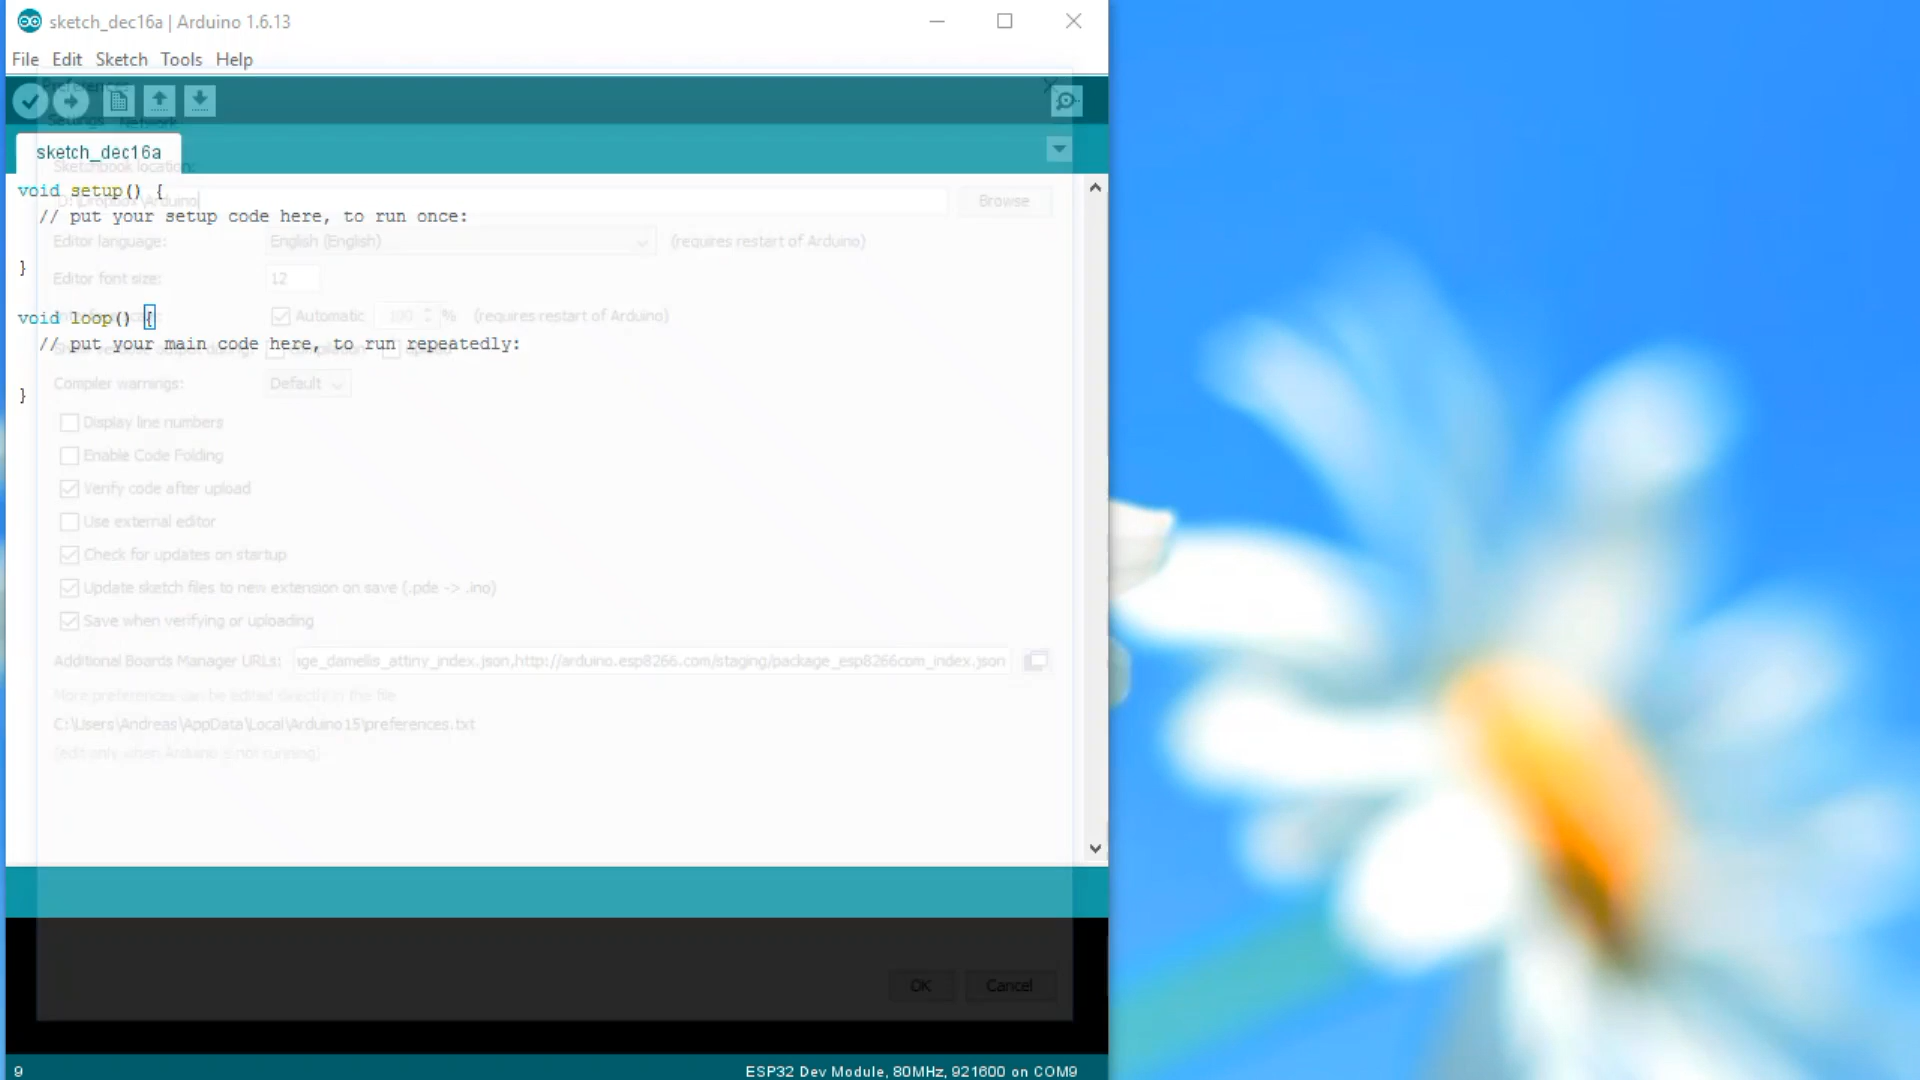 sketch_dec16a | Arduino 1.6.13
File Edit Sketch Tools Help
Preferences
Settings Network
sketch_dec16a
Sketchbook location:
void setup() {
D:\Dropbox\Arduino
Browse
// put your setup code here, to run once:
Editor language: English (English) (requires restart of Arduino)
}
Editor font size: 12
void loop() {
Automatic 100 % (requires restart of Arduino)
// put your main code here, to run repeatedly:
Compiler warnings: Default
}
Display line numbers
Enable Code Folding
Verify code after upload
Use external editor
Check for updates on startup
Update sketch files to new extension on save (.pde -> .ino)
Save when verifying or uploading
Additional Boards Manager URLs: ge_damellis_attiny_index.json,http://arduino.esp8266.com/staging/package_esp8266com_index.json
More preferences can be edited directly in the file
C:\Users\Andreas\AppData\Local\Arduino15\preferences.txt
(edit only when Arduino is not running)
OK Cancel
9 ESP32 Dev Module, 80MHz, 921600 on COM9